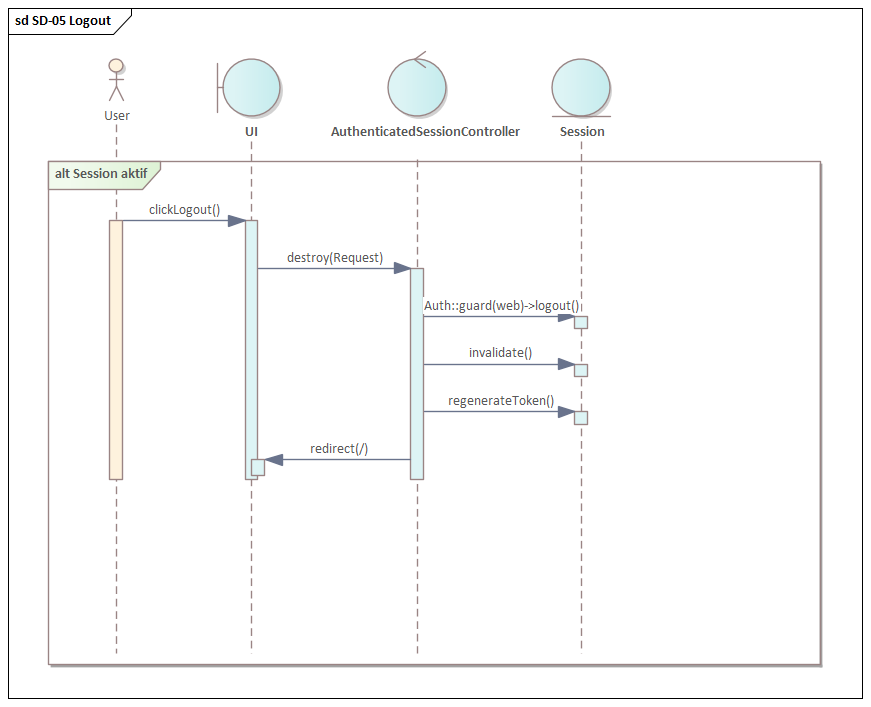 sd SD-05 Logout
User
UI
AuthenticatedSessionController
Session
alt Session aktif
clickLogout()
destroy(Request)
Auth::guard(web)->logout()
invalidate()
regenerateToken()
redirect(/)